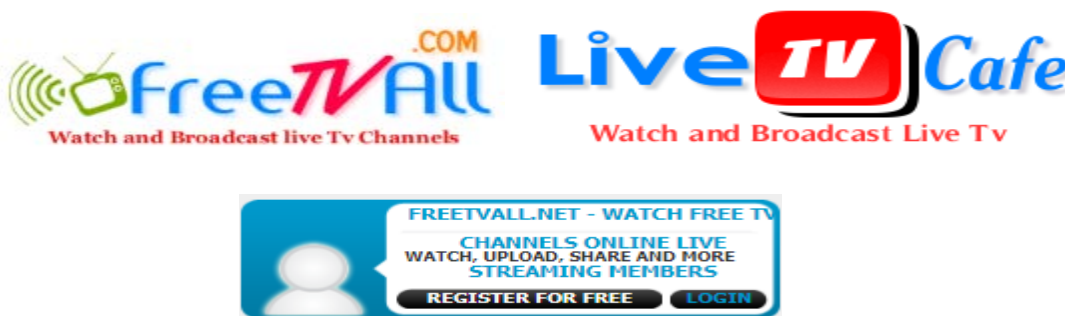 .COM
FreeTVAll
Watch and Broadcast live Tv Channels
Live TV Cafe
Watch and Broadcast Live Tv
FREETVALL.NET - WATCH FREE TV
CHANNELS ONLINE LIVE
WATCH, UPLOAD, SHARE AND MORE
STREAMING MEMBERS
REGISTER FOR FREE LOGIN